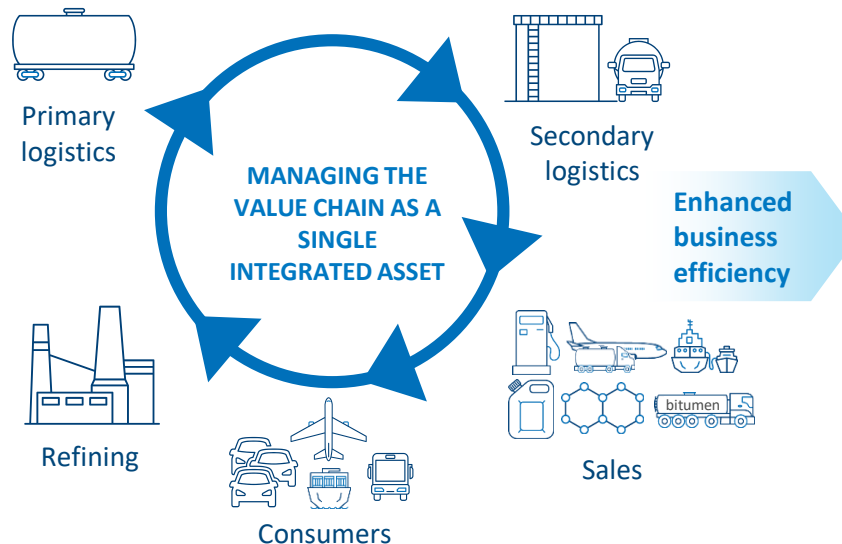 Primary
logistics
Secondary
logistics
MANAGING THE
VALUE CHAIN AS A
SINGLE
INTEGRATED ASSET
Enhanced
business
efficiency
bitumen
Refining
Sales
Consumers